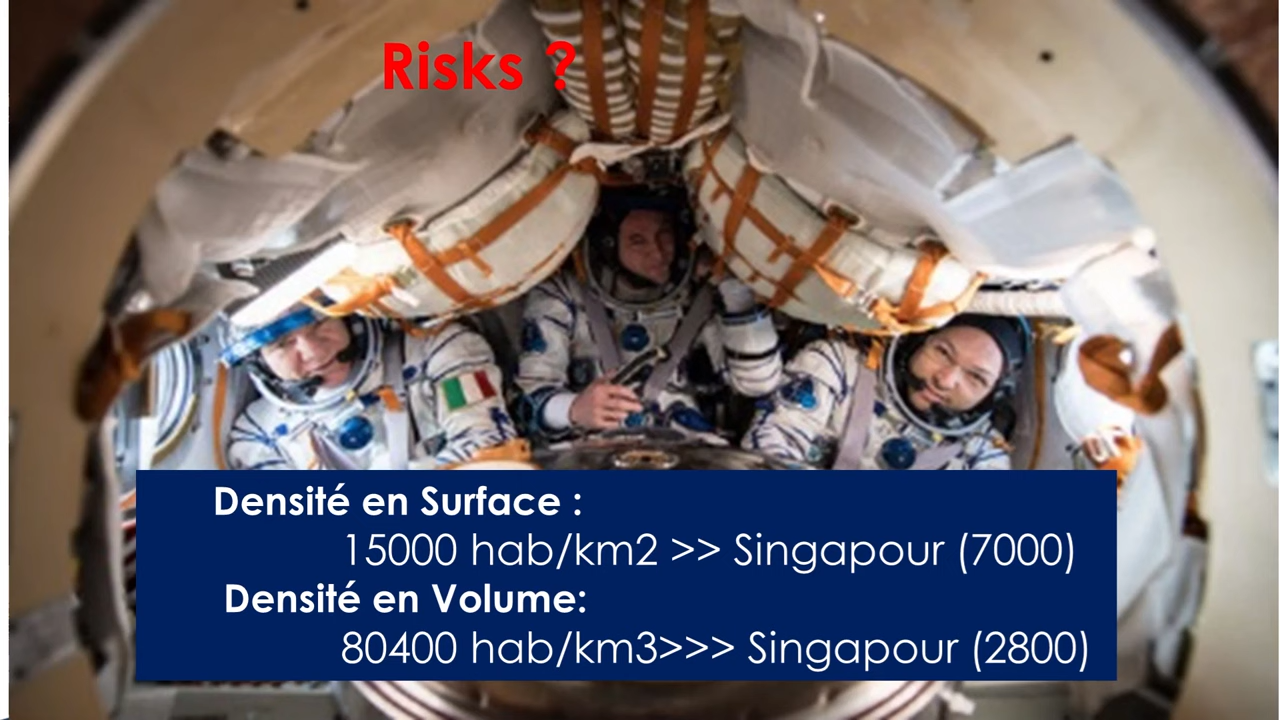 Risks ?
Densité en Surface :
15000 hab/km2 >> Singapour (7000)
Densité en Volume:
80400 hab/km3>>> Singapour (2800)